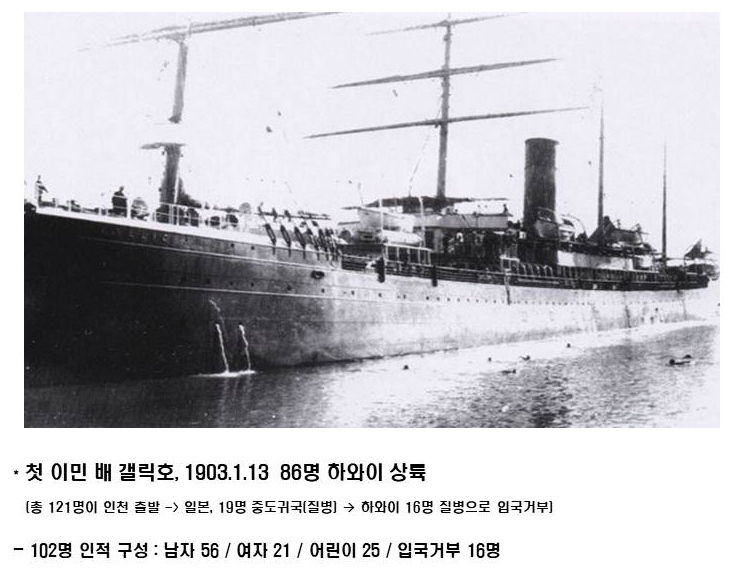 * 첫 이민 배 갤릭호, 1903.1.13 86명 하와이 상륙
(총 121명이 인천 출발 -> 일본, 19명 중도귀국(질병) → 하와이 16명 질병으로 입국거부)
- 102명 인적 구성 : 남자 56 / 여자 21 / 어린이 25 / 입국거부 16명